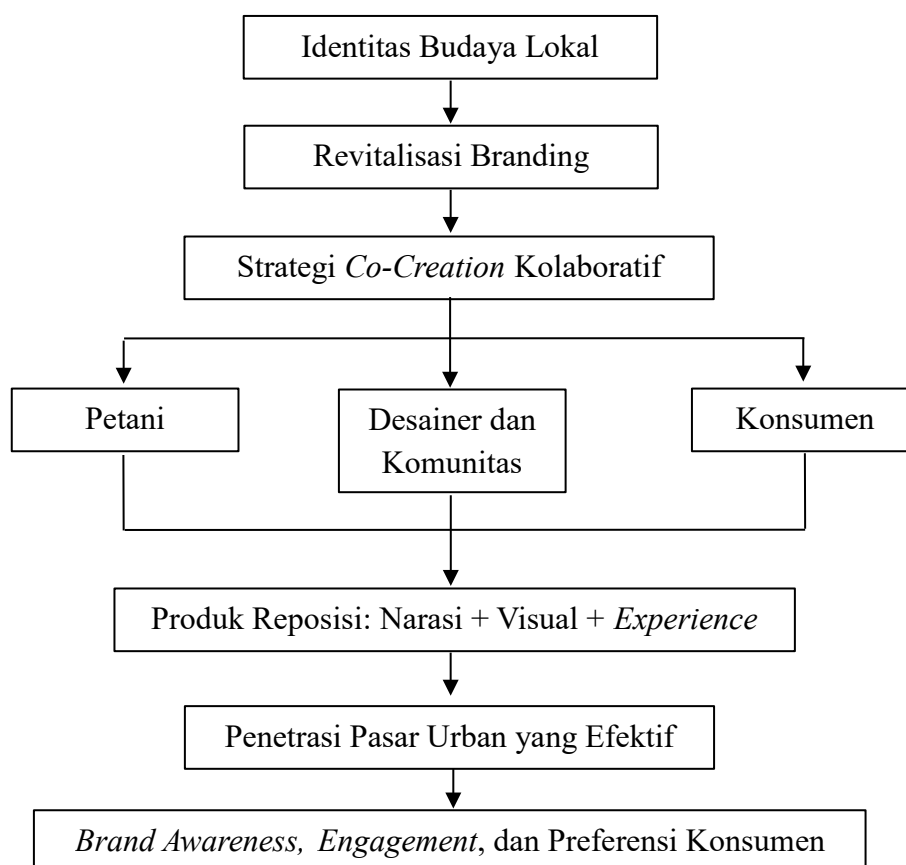 Identitas Budaya Lokal
Revitalisasi Branding
Strategi Co-Creation Kolaboratif
Petani
Desainer dan
Komunitas
Konsumen
Produk Reposisi: Narasi + Visual + Experience
Penetrasi Pasar Urban yang Efektif
Brand Awareness, Engagement, dan Preferensi Konsumen